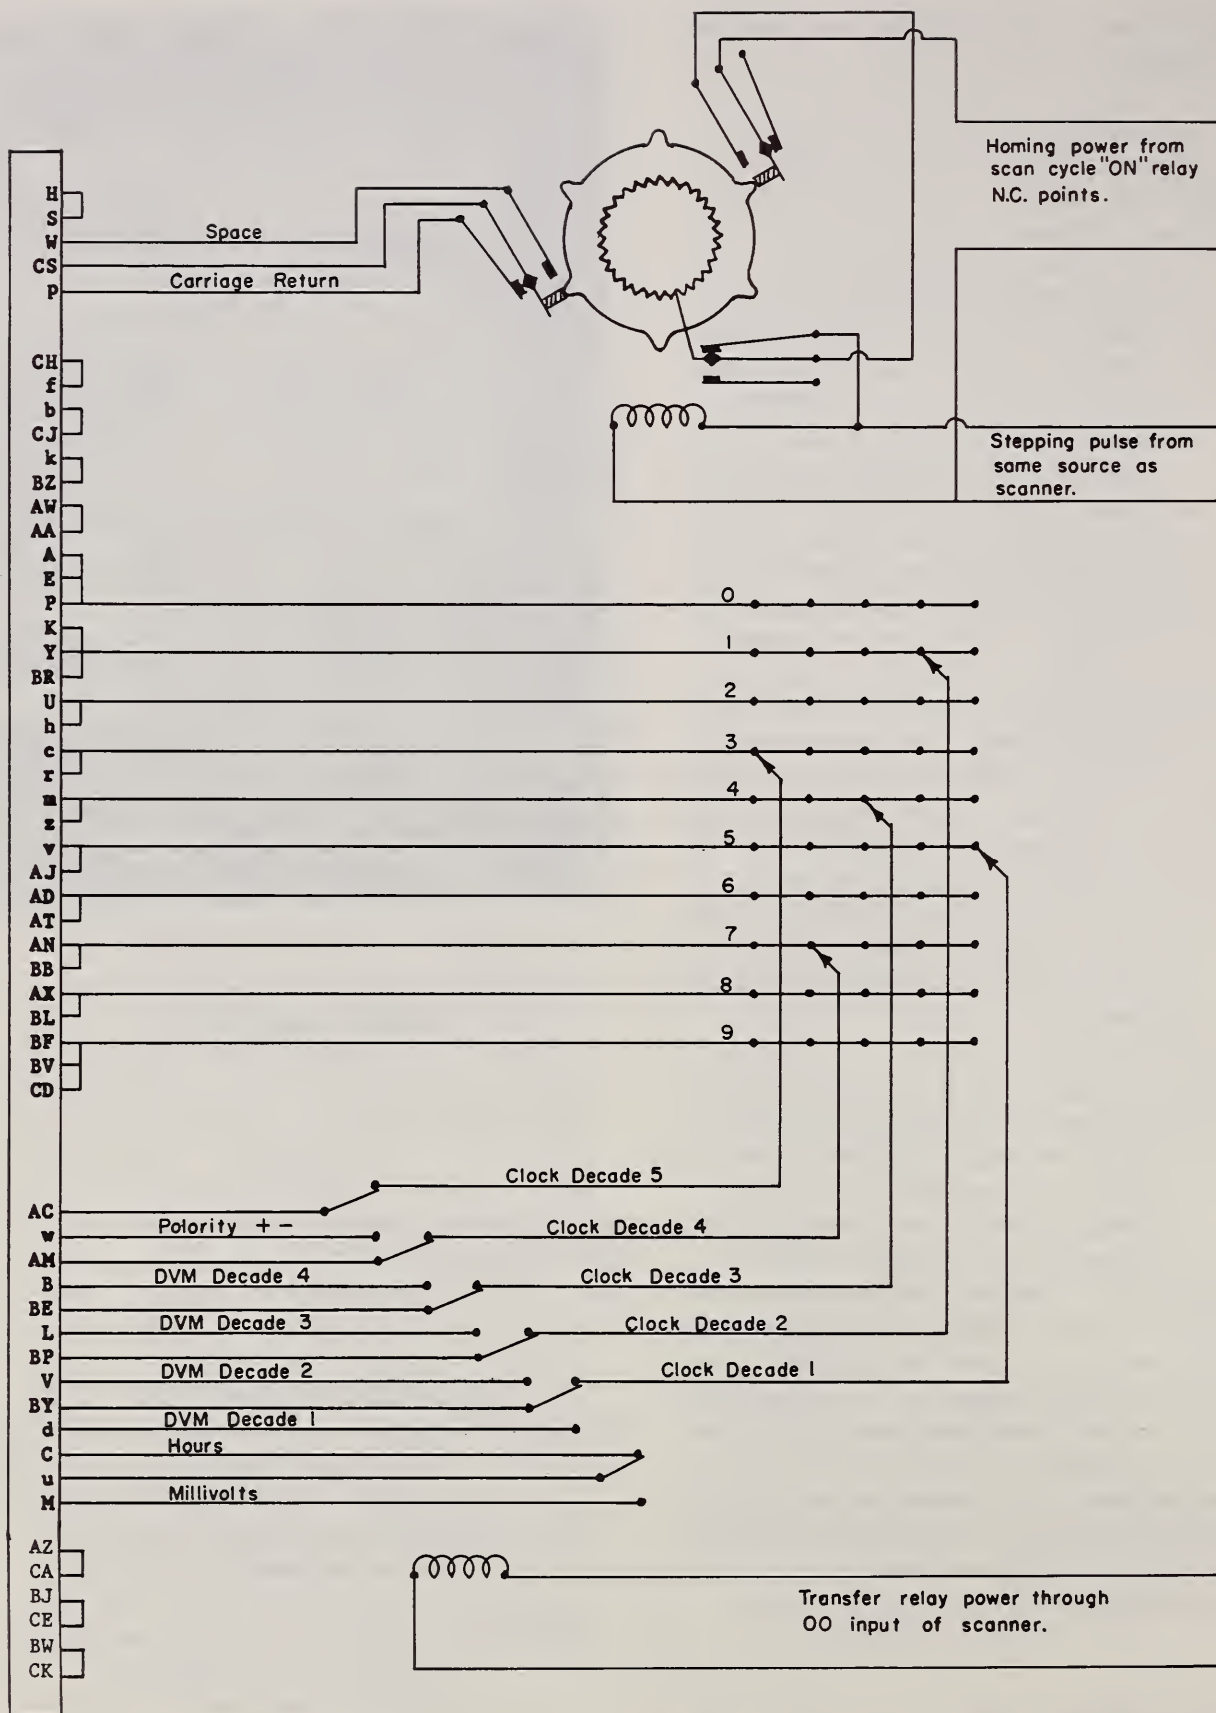 Homing power from
scan cycle "ON" relay
N.C. points.
H
S
W
Space
CS
P
Carriage Return
CH
f
b
CJ
k
BZ
AW
AA
Stepping pulse from
same source as
scanner.
A
E
P
0
K
Y
1
BR
U
2
h
c
3
r
m
4
z
v
5
AJ
AD
6
AT
AN
7
BB
AX
8
BL
BF
9
BV
CD
Clock Decade 5
AC
w
Polority + -
Clock Decade 4
AM
B
DVM Decade 4
Clock Decade 3
BE
L
DVM Decade 3
Clock Decade 2
BP
V
DVM Decade 2
Clock Decade 1
BY
d
DVM Decade 1
C
Hours
u
M
Millivolts
AZ
CA
BJ
CE
BW
CK
Transfer relay power through
00 input of scanner.